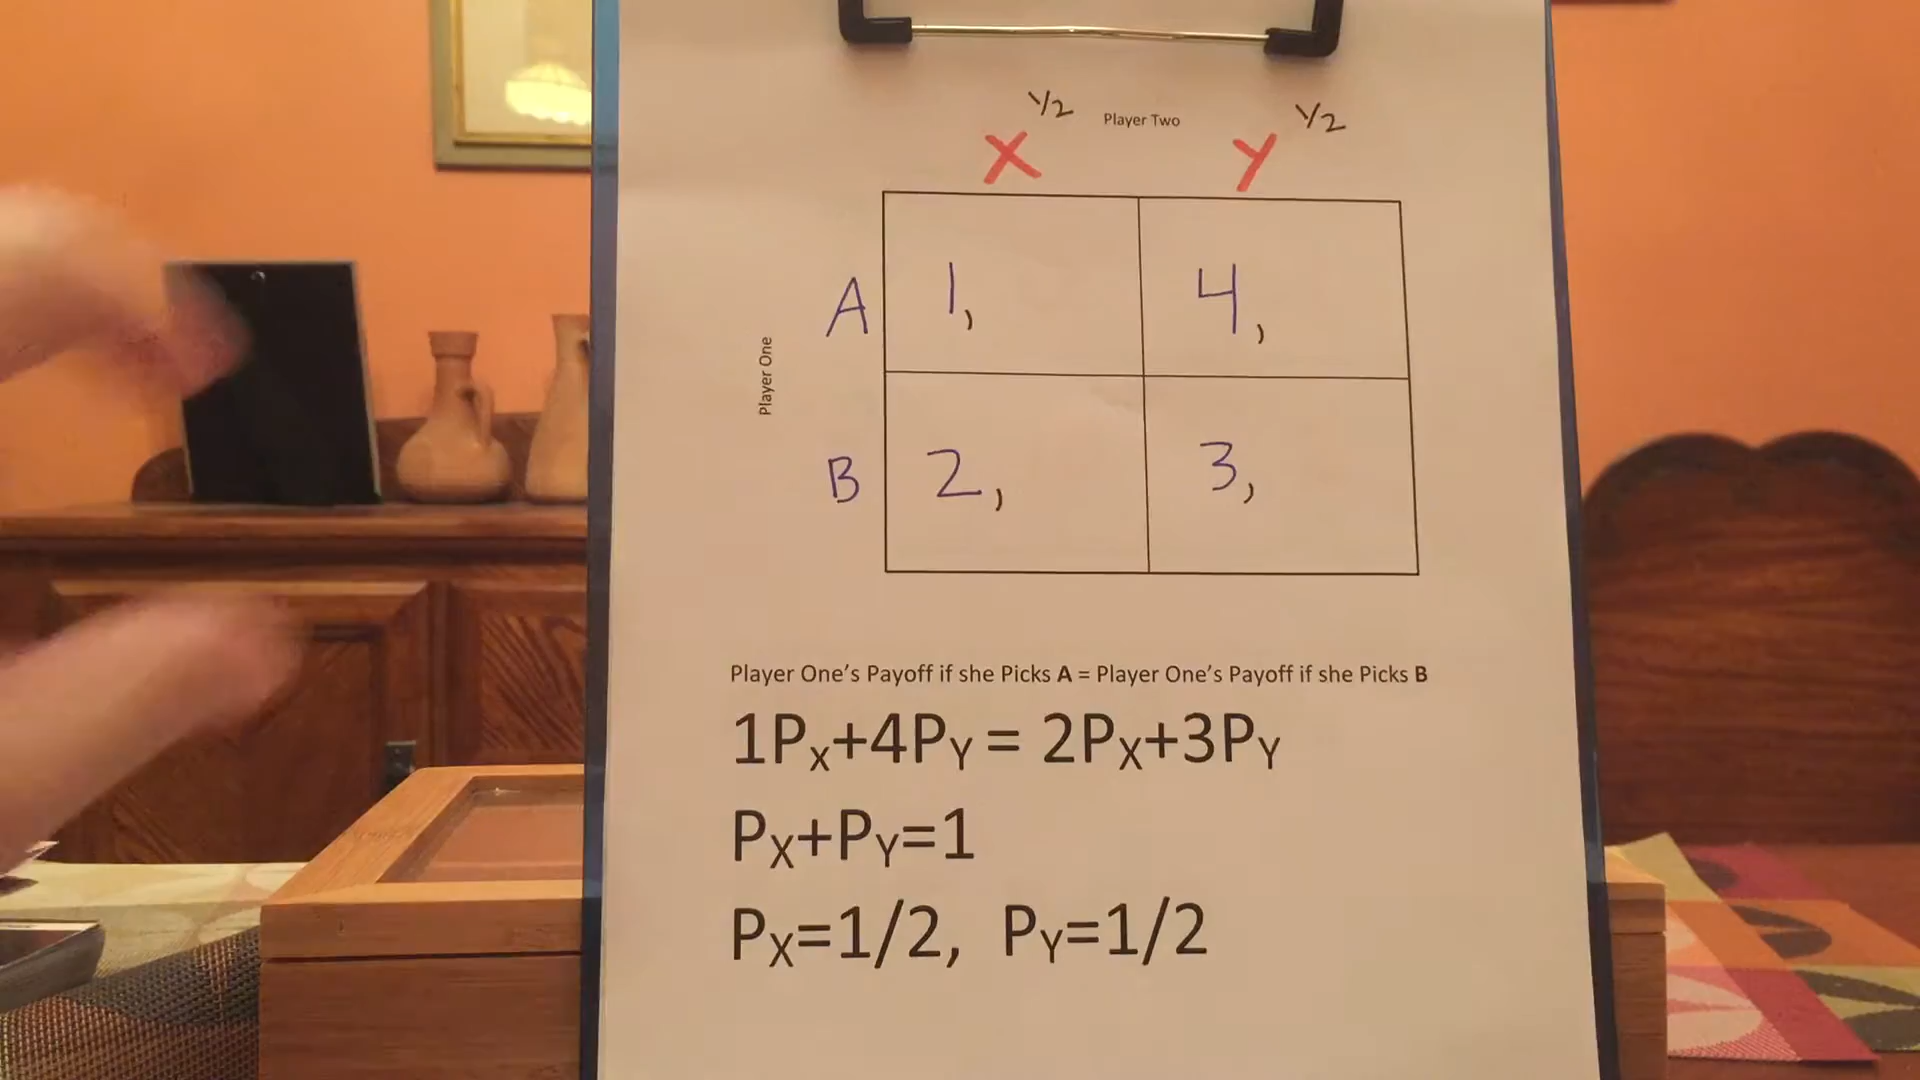 1/2 Player Two 1/2
X Y
A 1, 4,
Player One
B 2, 3,
Player One's Payoff if she Picks A = Player One's Payoff if she Picks B
1PX+4PY = 2PX+3PY
PX+PY=1
PX=1/2, PY=1/2